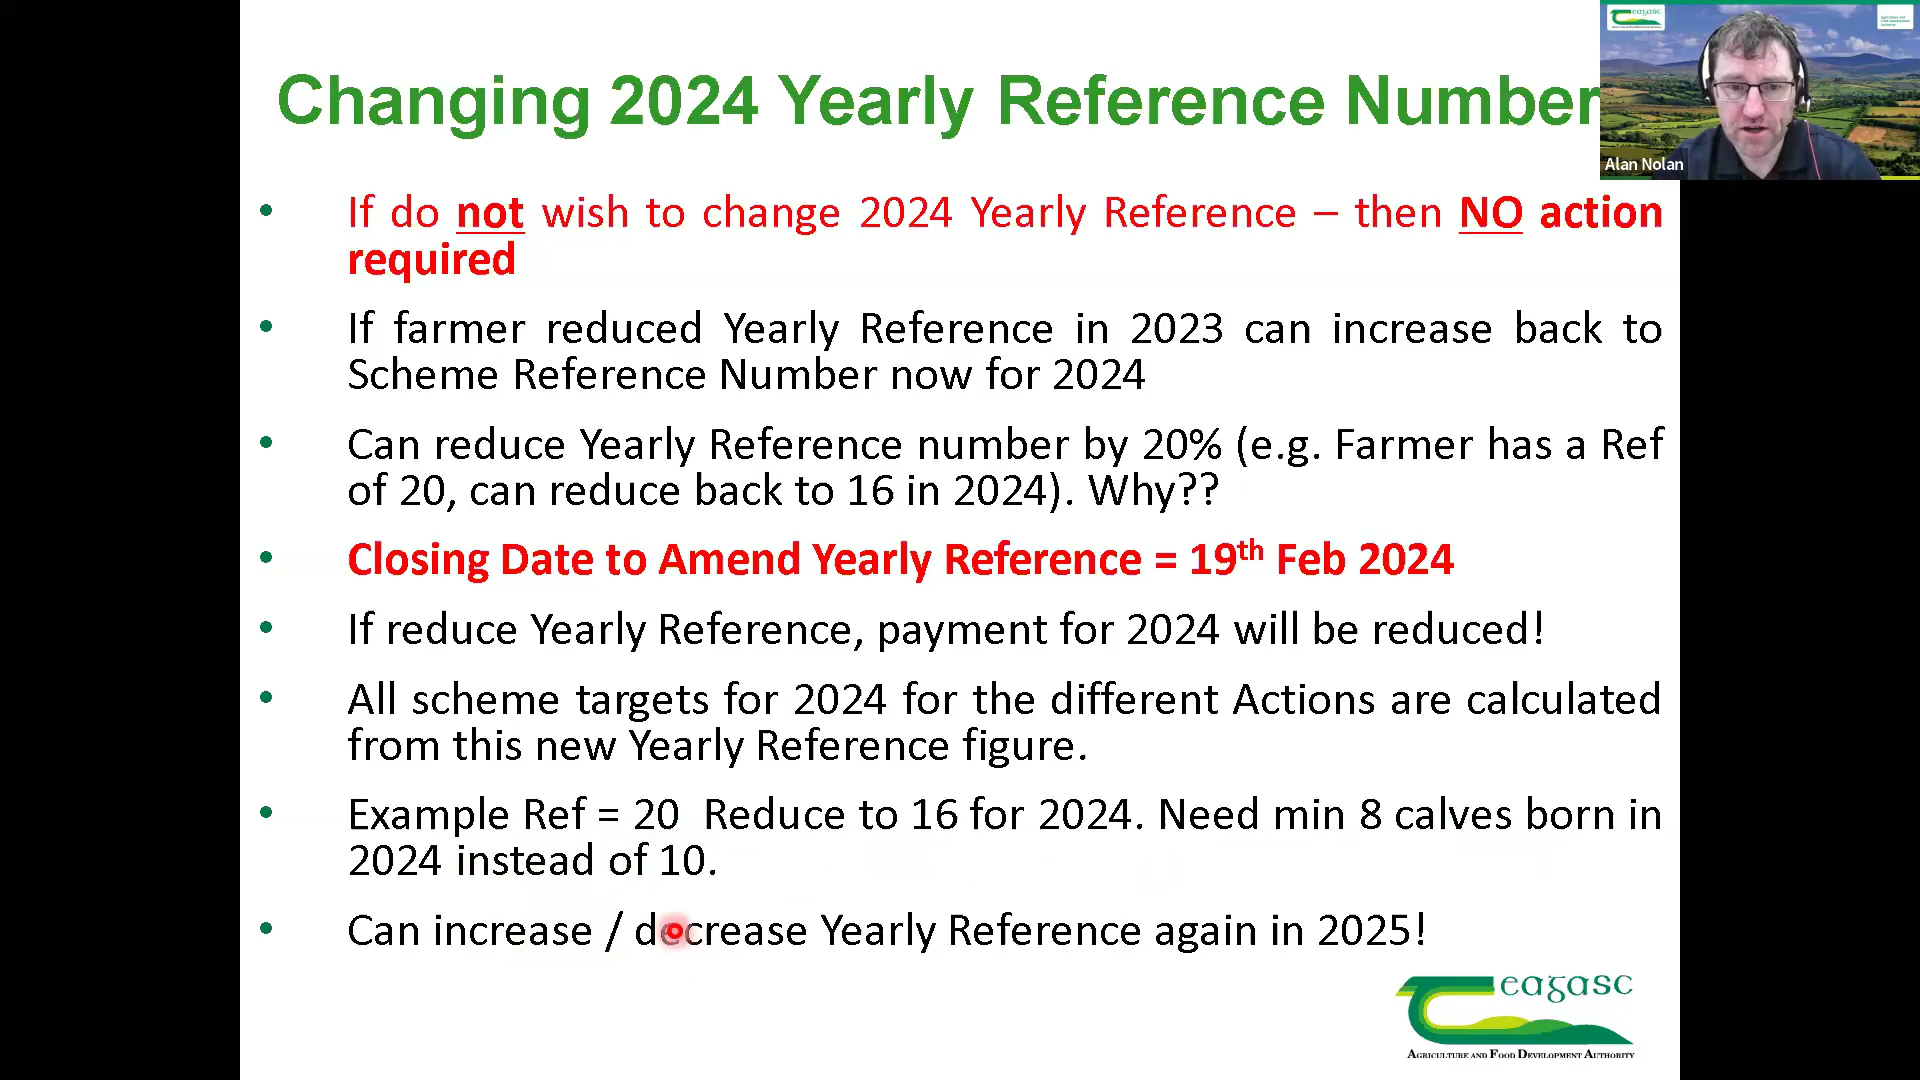 Changing 2024 Yearly Reference Number
Alan Nolan
• If do not wish to change 2024 Yearly Reference – then NO action
required
• If farmer reduced Yearly Reference in 2023 can increase back to
Scheme Reference Number now for 2024
• Can reduce Yearly Reference number by 20% (e.g. Farmer has a Ref
of 20, can reduce back to 16 in 2024). Why??
• Closing Date to Amend Yearly Reference = 19th Feb 2024
• If reduce Yearly Reference, payment for 2024 will be reduced!
• All scheme targets for 2024 for the different Actions are calculated
from this new Yearly Reference figure.
• Example Ref = 20 Reduce to 16 for 2024. Need min 8 calves born in
2024 instead of 10.
• Can increase / decrease Yearly Reference again in 2025!
Teagasc
AGRICULTURE AND FOOD DEVELOPMENT AUTHORITY